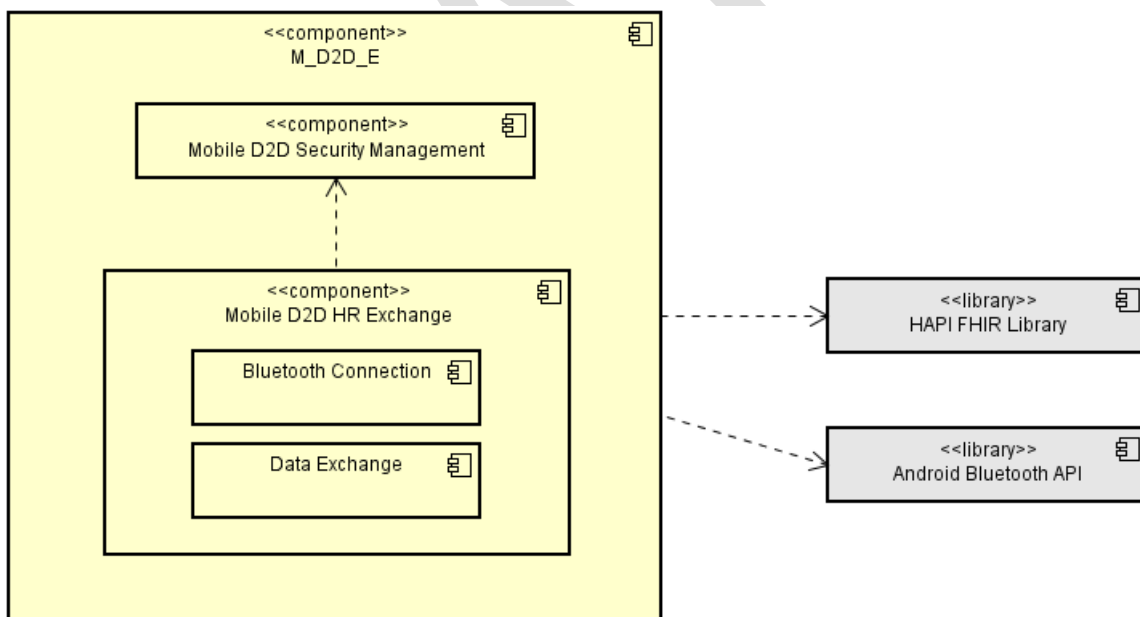 <<component>>
M_D2D_E
<<component>>
Mobile D2D Security Management
<<component>>
Mobile D2D HR Exchange
Bluetooth Connection
Data Exchange
<<library>>
HAPI FHIR Library
<<library>>
Android Bluetooth API